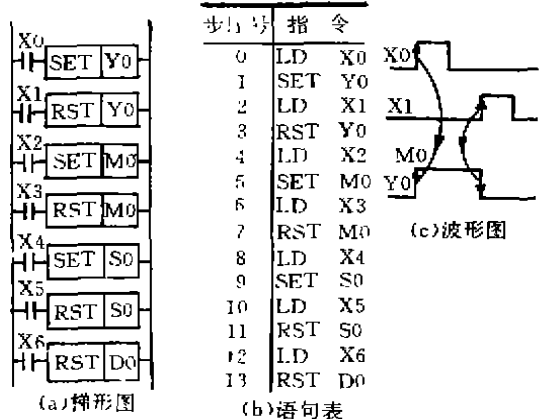 X0
SET Y0
X1
RST Y0
X2
SET M0
X3
RST M0
X4
SET S0
X5
RST S0
X6
RST D0
(a)梯形图
步序号 指 令
0 LD X0
1 SET Y0
2 LD X1
3 RST Y0
4 LD X2
5 SET M0
6 LD X3
7 RST M0
8 LD X4
9 SET S0
10 LD X5
11 RST S0
12 LD X6
13 RST D0
(b)语句表
X0
X1
M0
Y0
(c)波形图